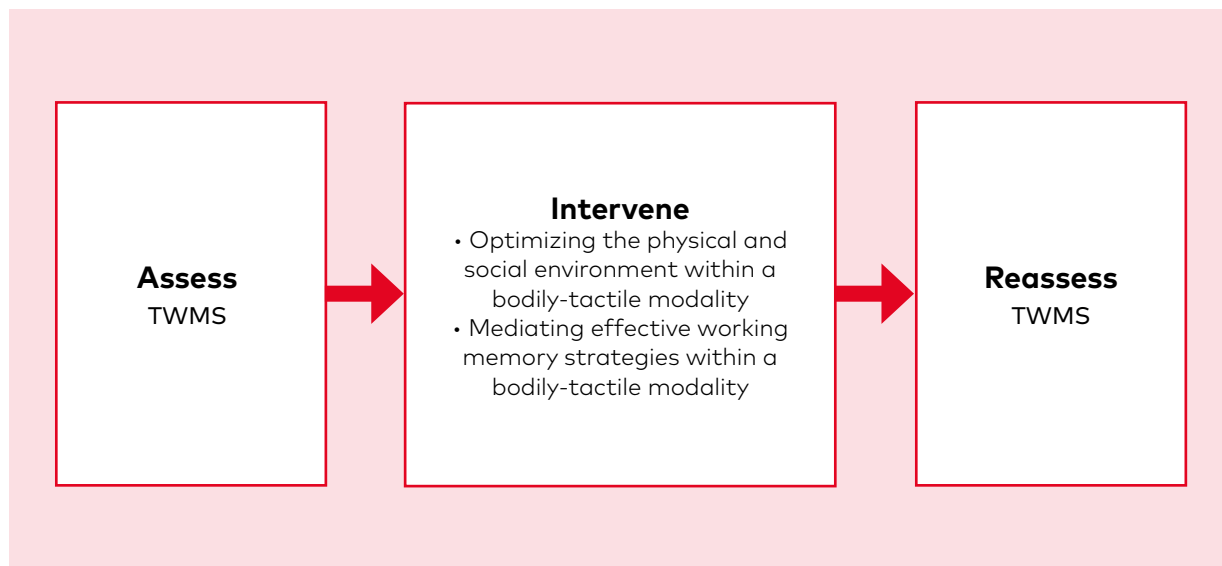 Assess
TWMS
Intervene
• Optimizing the physical and
social environment within a
bodily-tactile modality
• Mediating effective working
memory strategies within a
bodily-tactile modality
Reassess
TWMS